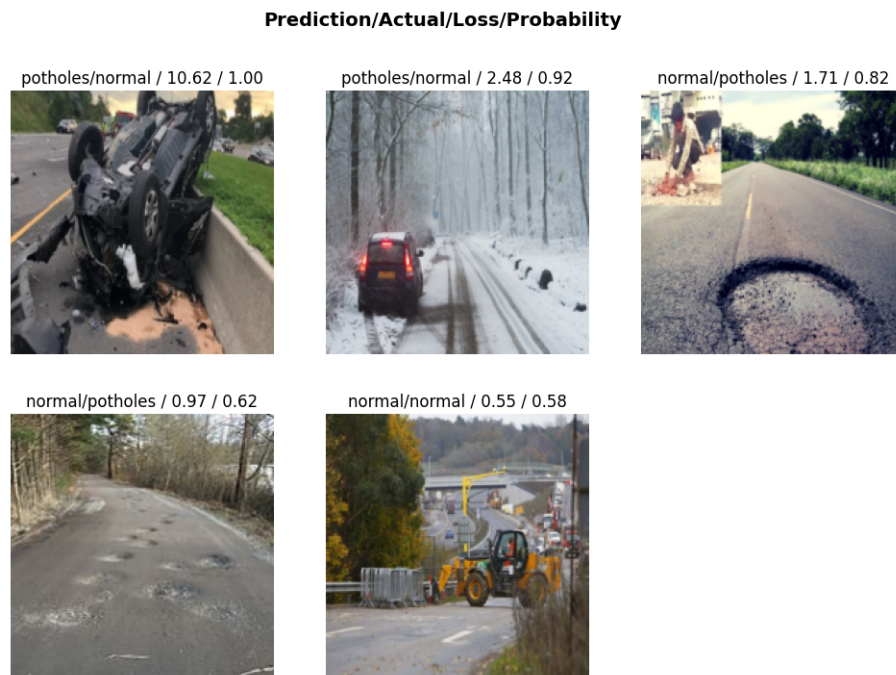 Prediction/Actual/Loss/Probability
potholes/normal / 10.62 / 1.00
potholes/normal / 2.48 / 0.92
normal/potholes / 1.71 / 0.82
normal/potholes / 0.97 / 0.62
normal/normal / 0.55 / 0.58